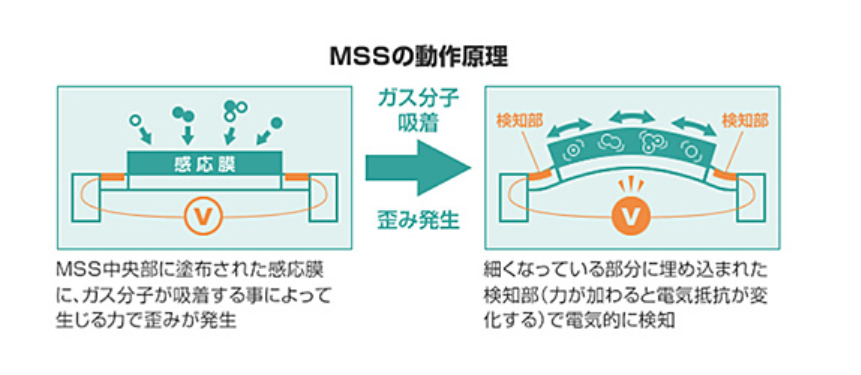 MSSの動作原理
ガス分子
吸着
歪み発生
感応膜
V
MSS中央部に塗布された感応膜
に、ガス分子が吸着する事によって
生じる力で歪みが発生
検知部
検知部
V
細くなっている部分に埋め込まれた
検知部(力が加わると電気抵抗が変
化する)で電気的に検知